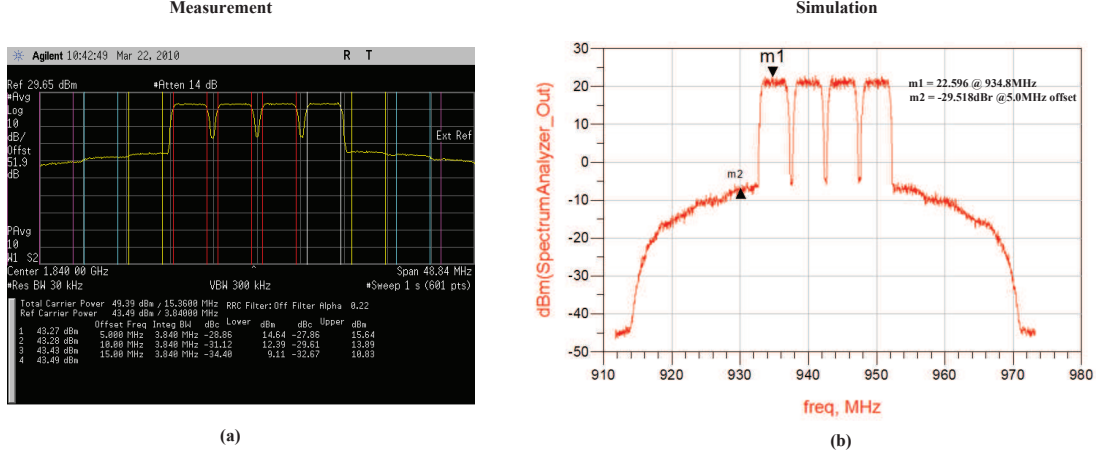 Measurement
Simulation
Agilent 10:42:49 Mar 22, 2010 R T
Ref 29.65 dBm #Atten 14 dB
#Avg
Log
10
dB/
Offst
51.9
dB
Ext Ref
PAvg
10
W1 S2
Center 1.840 00 GHz Span 48.84 MHz
#Res BW 30 kHz VBW 300 kHz #Sweep 1 s (601 pts)
Total Carrier Power 49.39 dBm / 15.3600 MHz RRC Filter: Off Filter Alpha 0.22
Ref Carrier Power 43.49 dBm / 3.84000 MHz
Lower Upper
Offset Freq Integ BW dBc dBm dBc dBm
1 43.27 dBm 5.000 MHz 3.840 MHz -28.86 14.64 -27.86 15.64
2 43.28 dBm 10.00 MHz 3.840 MHz -31.12 12.39 -29.61 13.89
3 43.43 dBm 15.00 MHz 3.840 MHz -34.40 9.11 -32.67 10.83
4 43.49 dBm
(a)
dBm(SpectrumAnalyzer_Out)
30
20
10
0
-10
-20
-30
-40
-50
m1
m2
m1 = 22.596 @ 934.8MHz
m2 = -29.518dBr @5.0MHz offset
910 920 930 940 950 960 970 980
freq, MHz
(b)